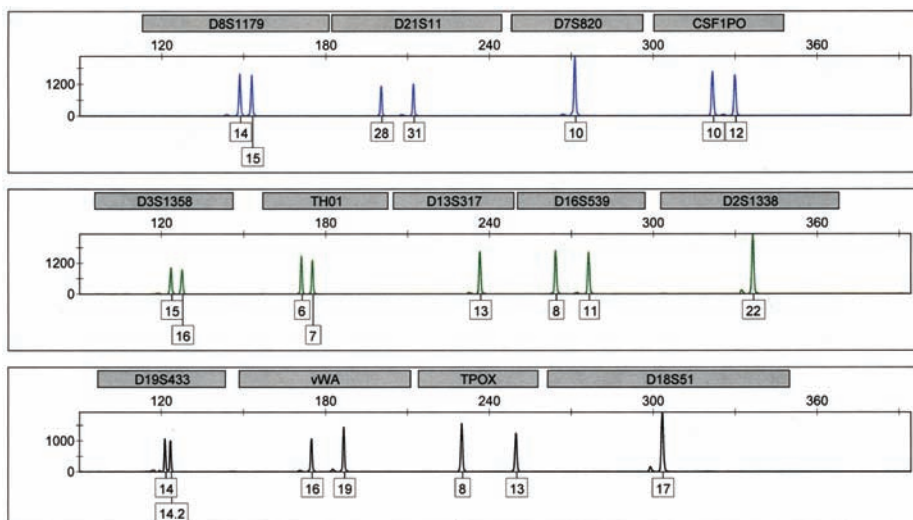 D8S1179 D21S11 D7S820 CSF1PO
120 180 240 300 360
1200
0
14 28 31 10 10 12
15
D3S1358 TH01 D13S317 D16S539 D2S1338
120 180 240 300 360
1200
0
15 6 13 8 11 22
16 7
D19S433 vWA TPOX D18S51
120 180 240 300 360
1000
0
14 16 19 8 13 17
14.2